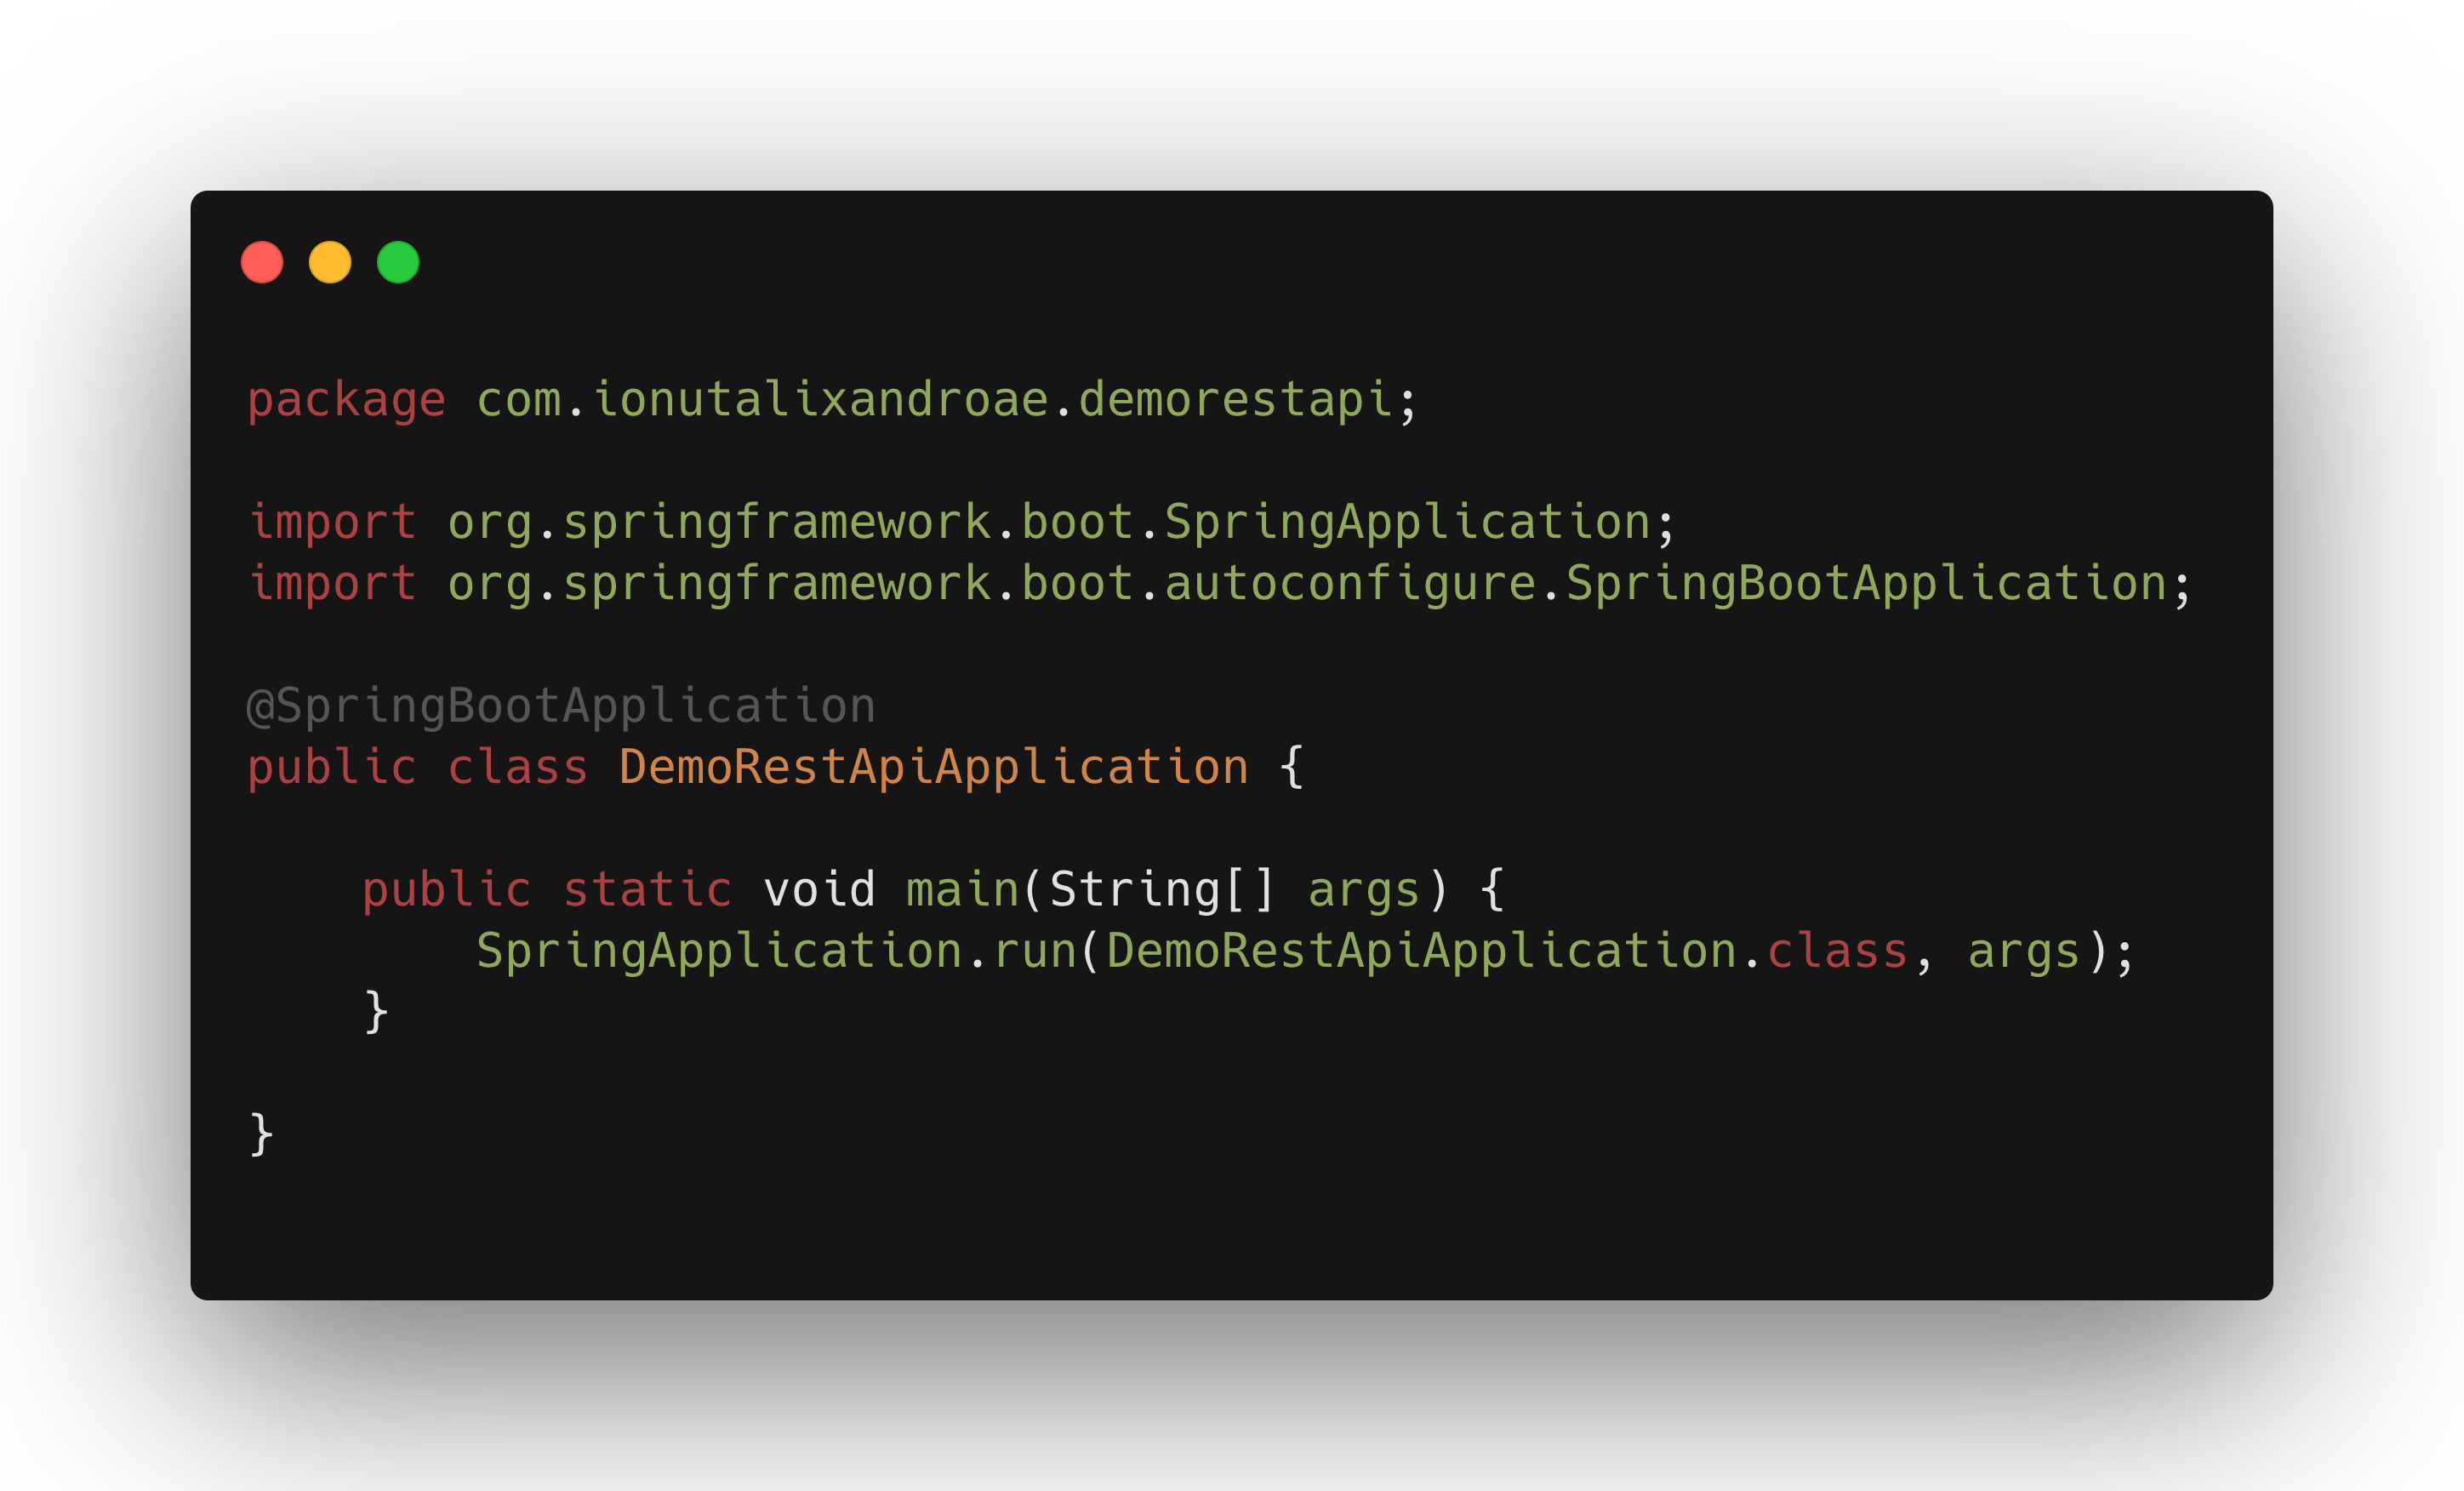 package com.ionutalixandroae.demorestapi;
import org.springframework.boot.SpringApplication;
import org.springframework.boot.autoconfigure.SpringBootApplication;
@SpringBootApplication
public class DemoRestApiApplication {
    public static void main(String[] args) {
        SpringApplication.run(DemoRestApiApplication.class, args);
    }
}